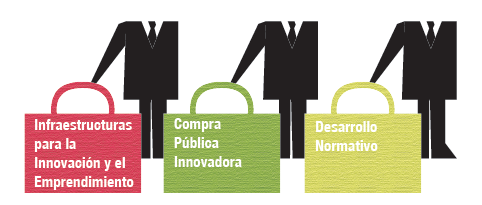 Infraestructuras
para la
Innovación y el
Emprendimiento
Compra
Pública
Innovadora
Desarrollo
Normativo